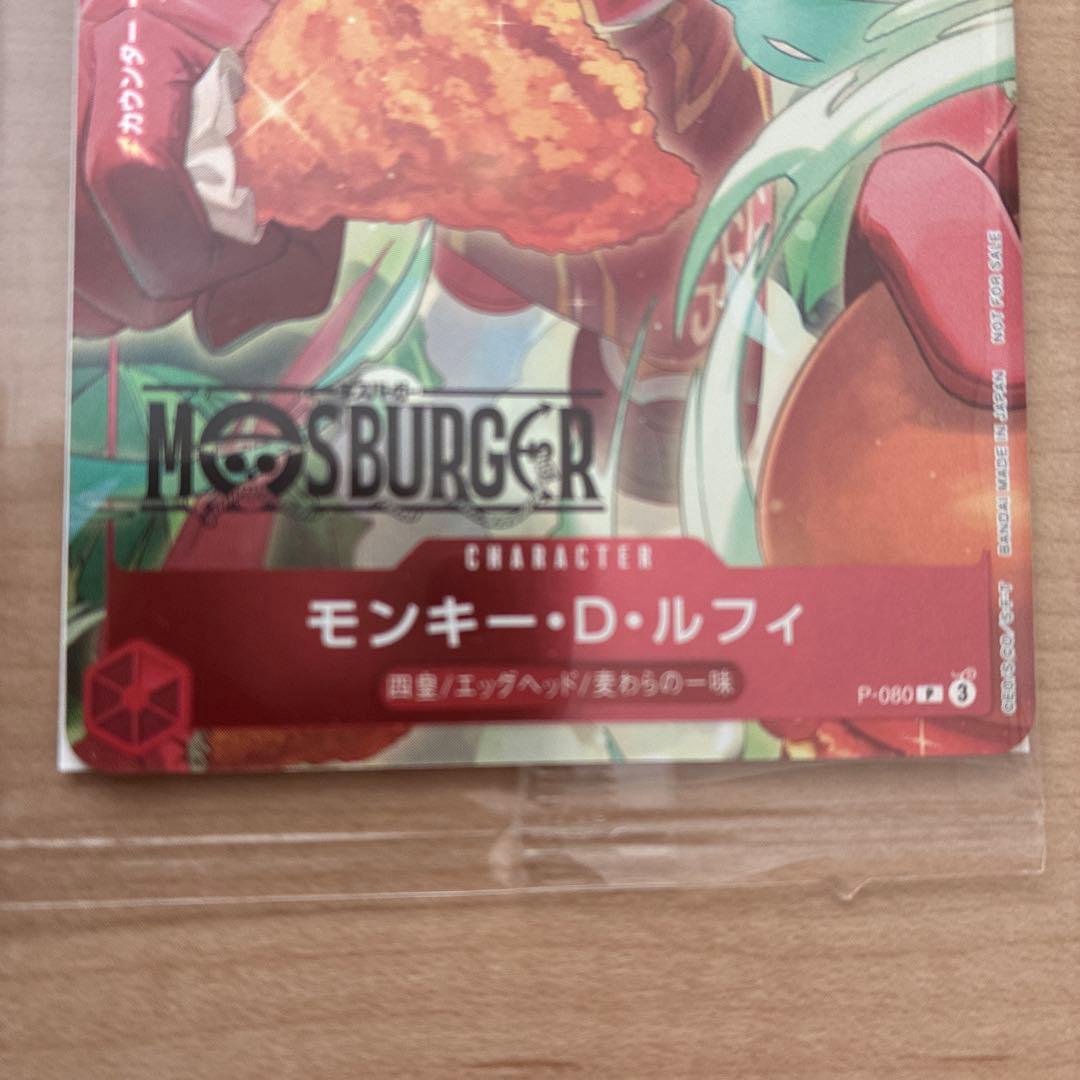 カウンター
MOSBURGER
CHARACTER
モンキー・D・ルフィ
四皇/エッグヘッド/麦わらの一味
P-080 P 3
BANDAI MADE IN JAPAN NOT FOR SALE